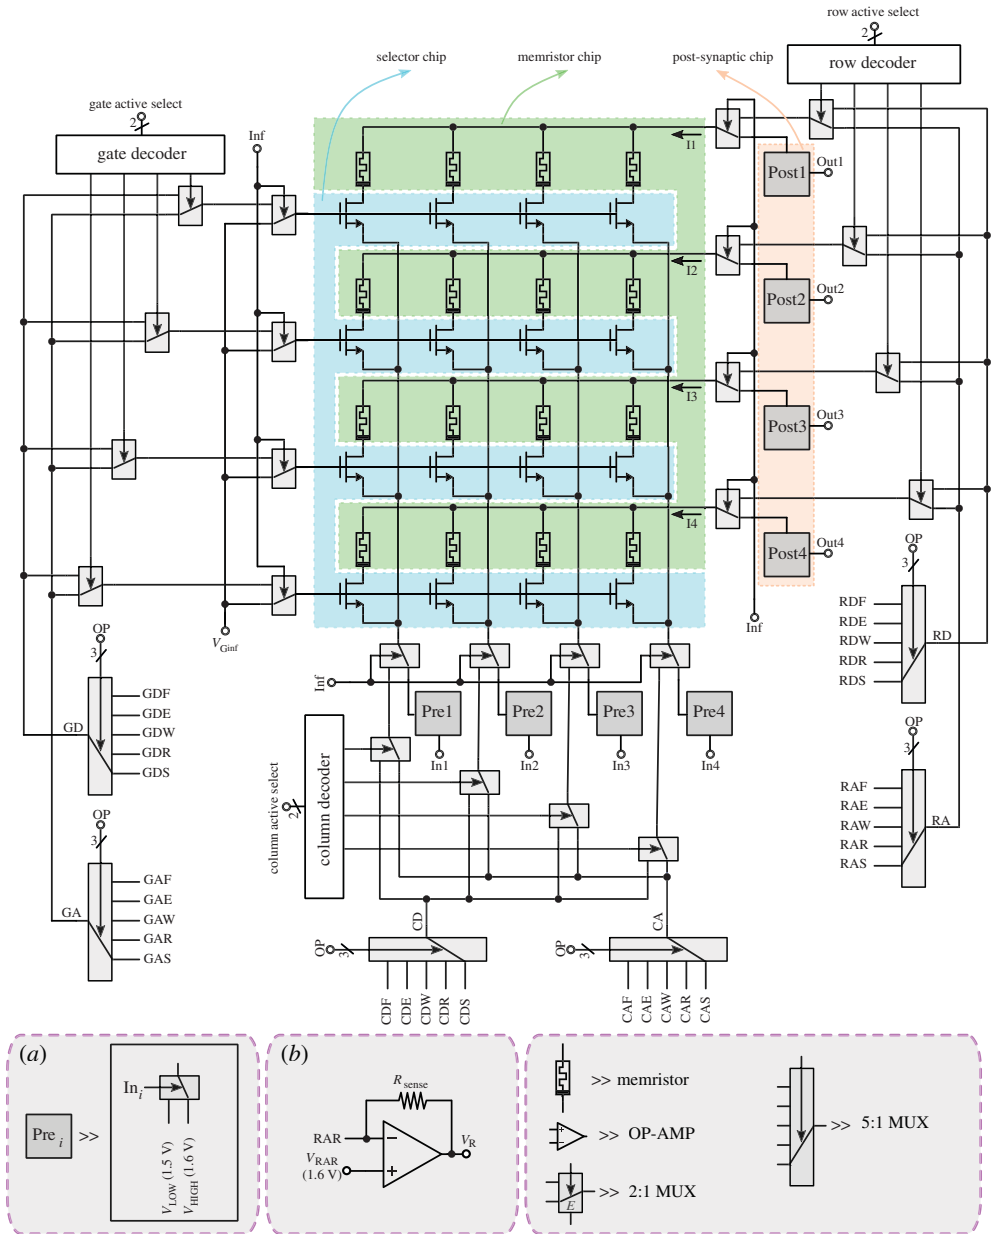 row active select
2
row decoder
selector chip
memristor chip
post-synaptic chip
gate active select
2
gate decoder
Inf
I1
Post1
Out1
I2
Post2
Out2
I3
Post3
Out3
I4
Post4
Out4
VGinf
Inf
OP
3
GDF
GDE
GD
GDW
GDR
GDS
OP
3
GAF
GAE
GA
GAW
GAR
GAS
OP
3
RDF
RDE
RDW
RD
RDR
RDS
OP
3
RAF
RAE
RAW
RA
RAR
RAS
Inf
Pre1
Pre2
Pre3
Pre4
In1
In2
In3
In4
column active select
2
column decoder
CD
CA
OP
3
OP
3
CDF
CDE
CDW
CDR
CDS
CAF
CAE
CAW
CAR
CAS
(a)
Ini
Prei >>
VLOW (1.5 V)
VHIGH (1.6 V)
(b)
Rsense
RAR
−
VR
VRAR
(1.6 V)
+
>> memristor
+
−
>> OP-AMP
>> 2:1 MUX
E
>> 5:1 MUX